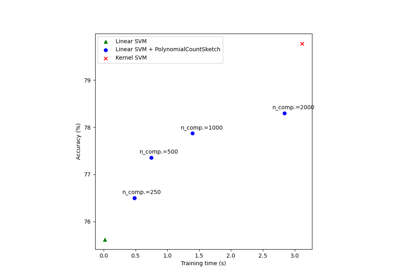 Linear SVM
Linear SVM + PolynomialCountSketch
Kernel SVM
n_comp.=2000
n_comp.=1000
n_comp.=500
n_comp.=250
79
78
77
76
Accuracy (%)
0.0 0.5 1.0 1.5 2.0 2.5 3.0
Training time (s)